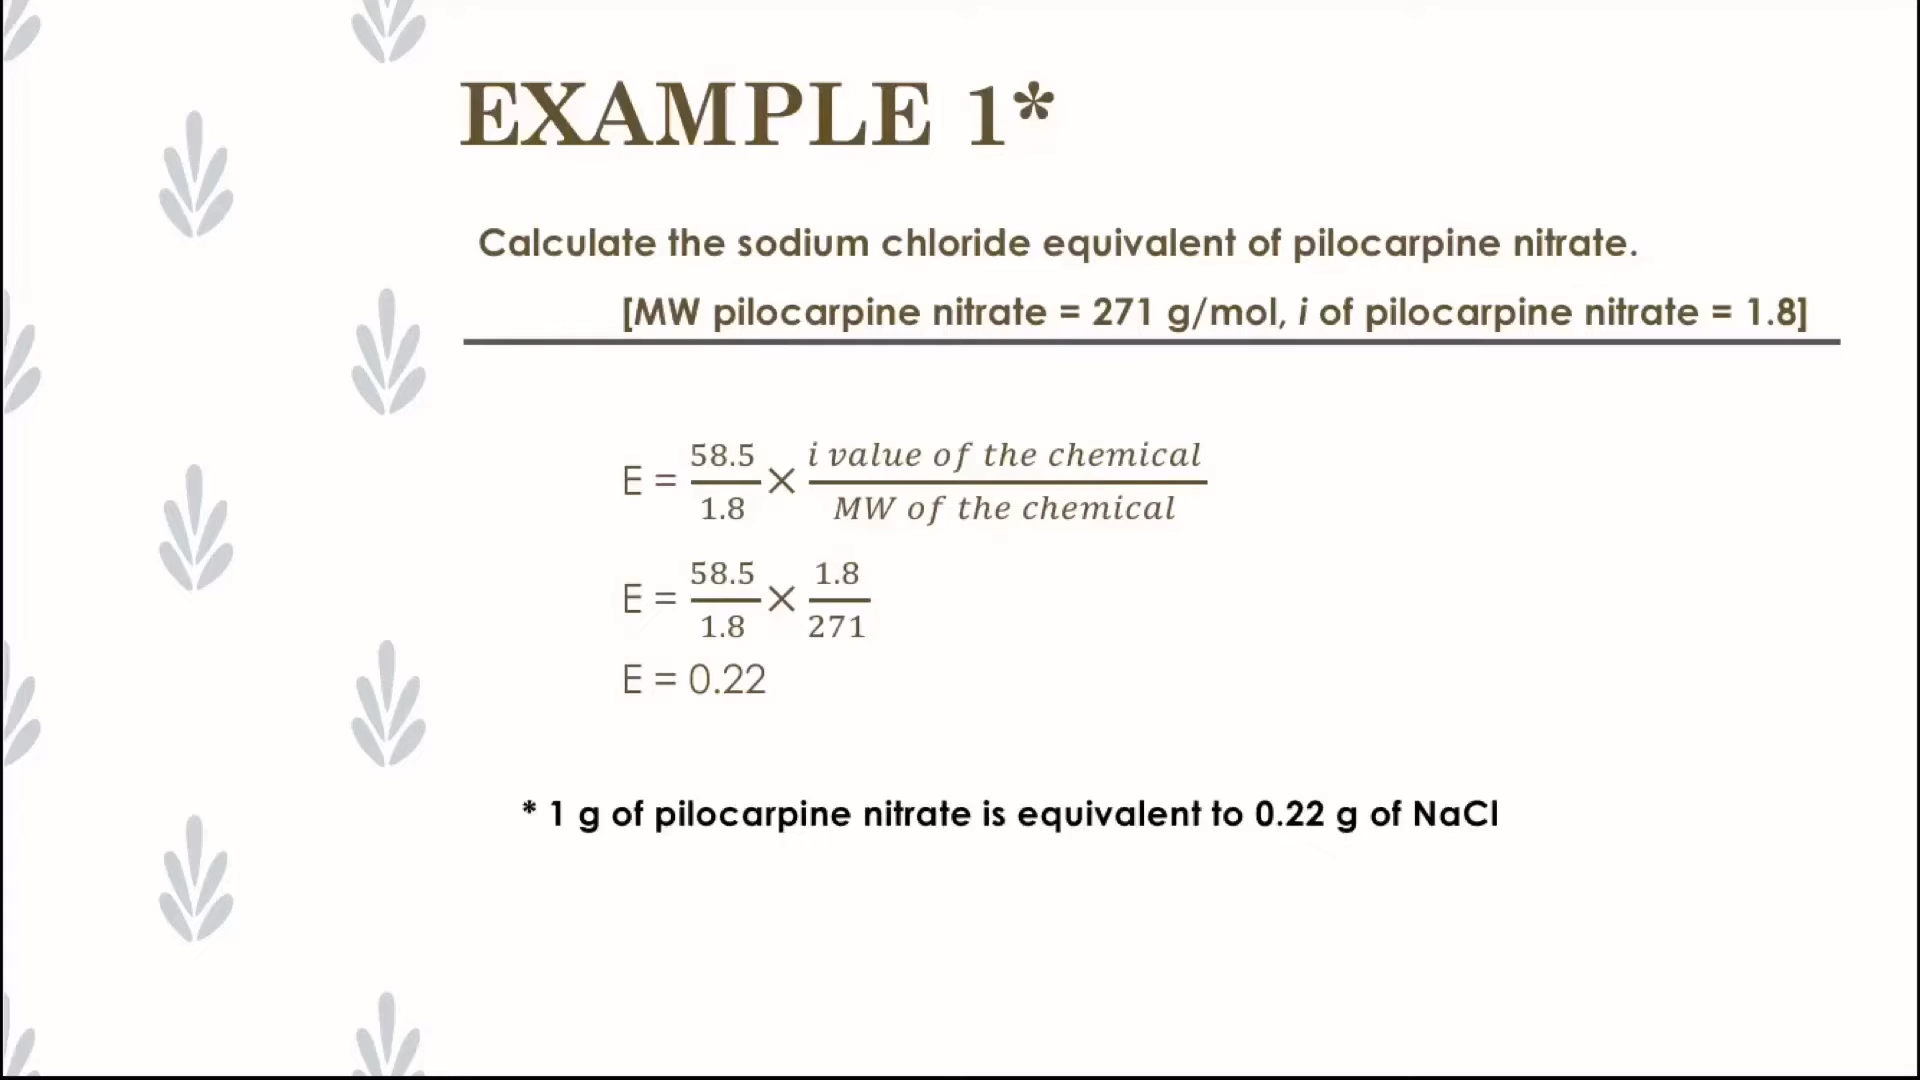 EXAMPLE 1*
Calculate the sodium chloride equivalent of pilocarpine nitrate.
[MW pilocarpine nitrate = 271 g/mol, i of pilocarpine nitrate = 1.8]
E = 58.5/1.8 × i value of the chemical/MW of the chemical
E = 58.5/1.8 × 1.8/271
E = 0.22
* 1 g of pilocarpine nitrate is equivalent to 0.22 g of NaCl